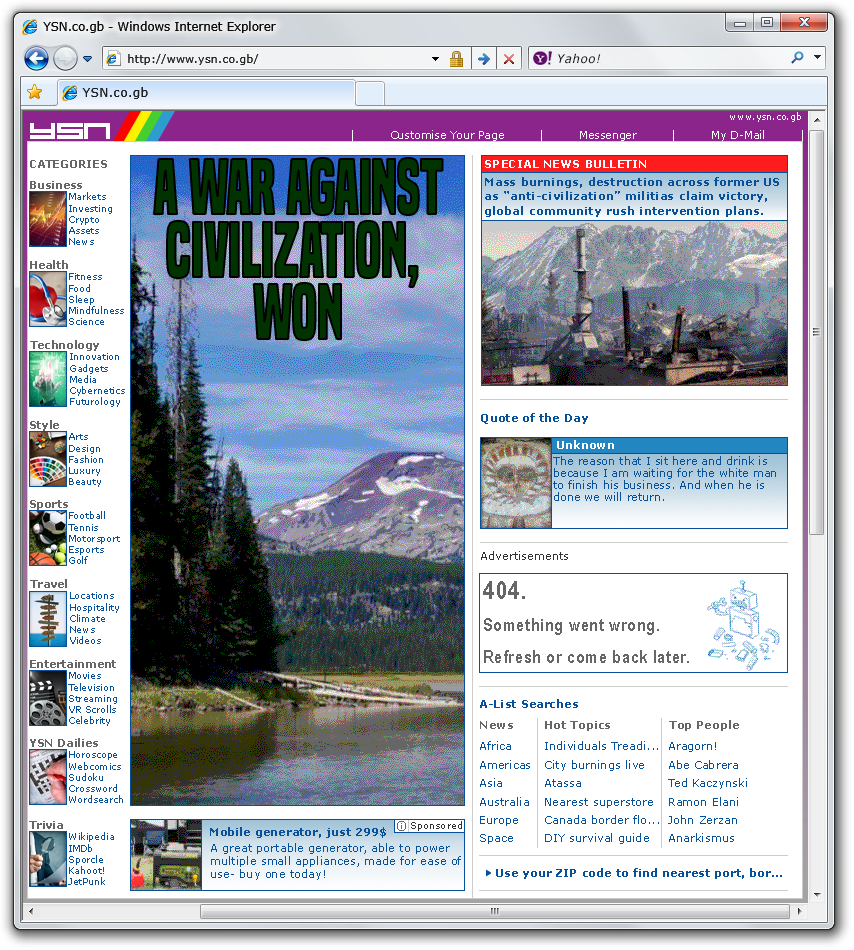 YSN.co.gb - Windows Internet Explorer
http://www.ysn.co.gb/
Yahoo!
YSN.co.gb
www.ysn.co.gb
YSN
Customise Your Page
Messenger
My D-Mail
CATEGORIES
Business
Markets
Investing
Crypto
Assets
News
Health
Fitness
Food
Sleep
Mindfulness
Science
Technology
Innovation
Gadgets
Media
Cybernetics
Futurology
Style
Arts
Design
Fashion
Luxury
Beauty
Sports
Football
Tennis
Motorsport
Esports
Golf
Travel
Locations
Hospitality
Climate
News
Videos
Entertainment
Movies
Television
Streaming
VR Scrolls
Celebrity
YSN Dailies
Horoscope
Webcomics
Sudoku
Crossword
Wordsearch
Trivia
Wikipedia
IMDb
Sporcle
Kahoot!
JetPunk
A WAR AGAINST
CIVILIZATION,
WON
Sponsored
Mobile generator, just 299$
A great portable generator, able to power
multiple small appliances, made for ease of
use- buy one today!
SPECIAL NEWS BULLETIN
Mass burnings, destruction across former US
as “anti-civilization” militias claim victory,
global community rush intervention plans.
Quote of the Day
Unknown
The reason that I sit here and drink is
because I am waiting for the white man
to finish his business. And when he is
done we will return.
Advertisements
404.
Something went wrong.
Refresh or come back later.
A-List Searches
News
Africa
Americas
Asia
Australia
Europe
Space
Hot Topics
Individuals Treadi...
City burnings live
Atassa
Nearest superstore
Canada border flo...
DIY survival guide
Top People
Aragorn!
Abe Cabrera
Ted Kaczynski
Ramon Elani
John Zerzan
Anarkismus
Use your ZIP code to find nearest port, bor...